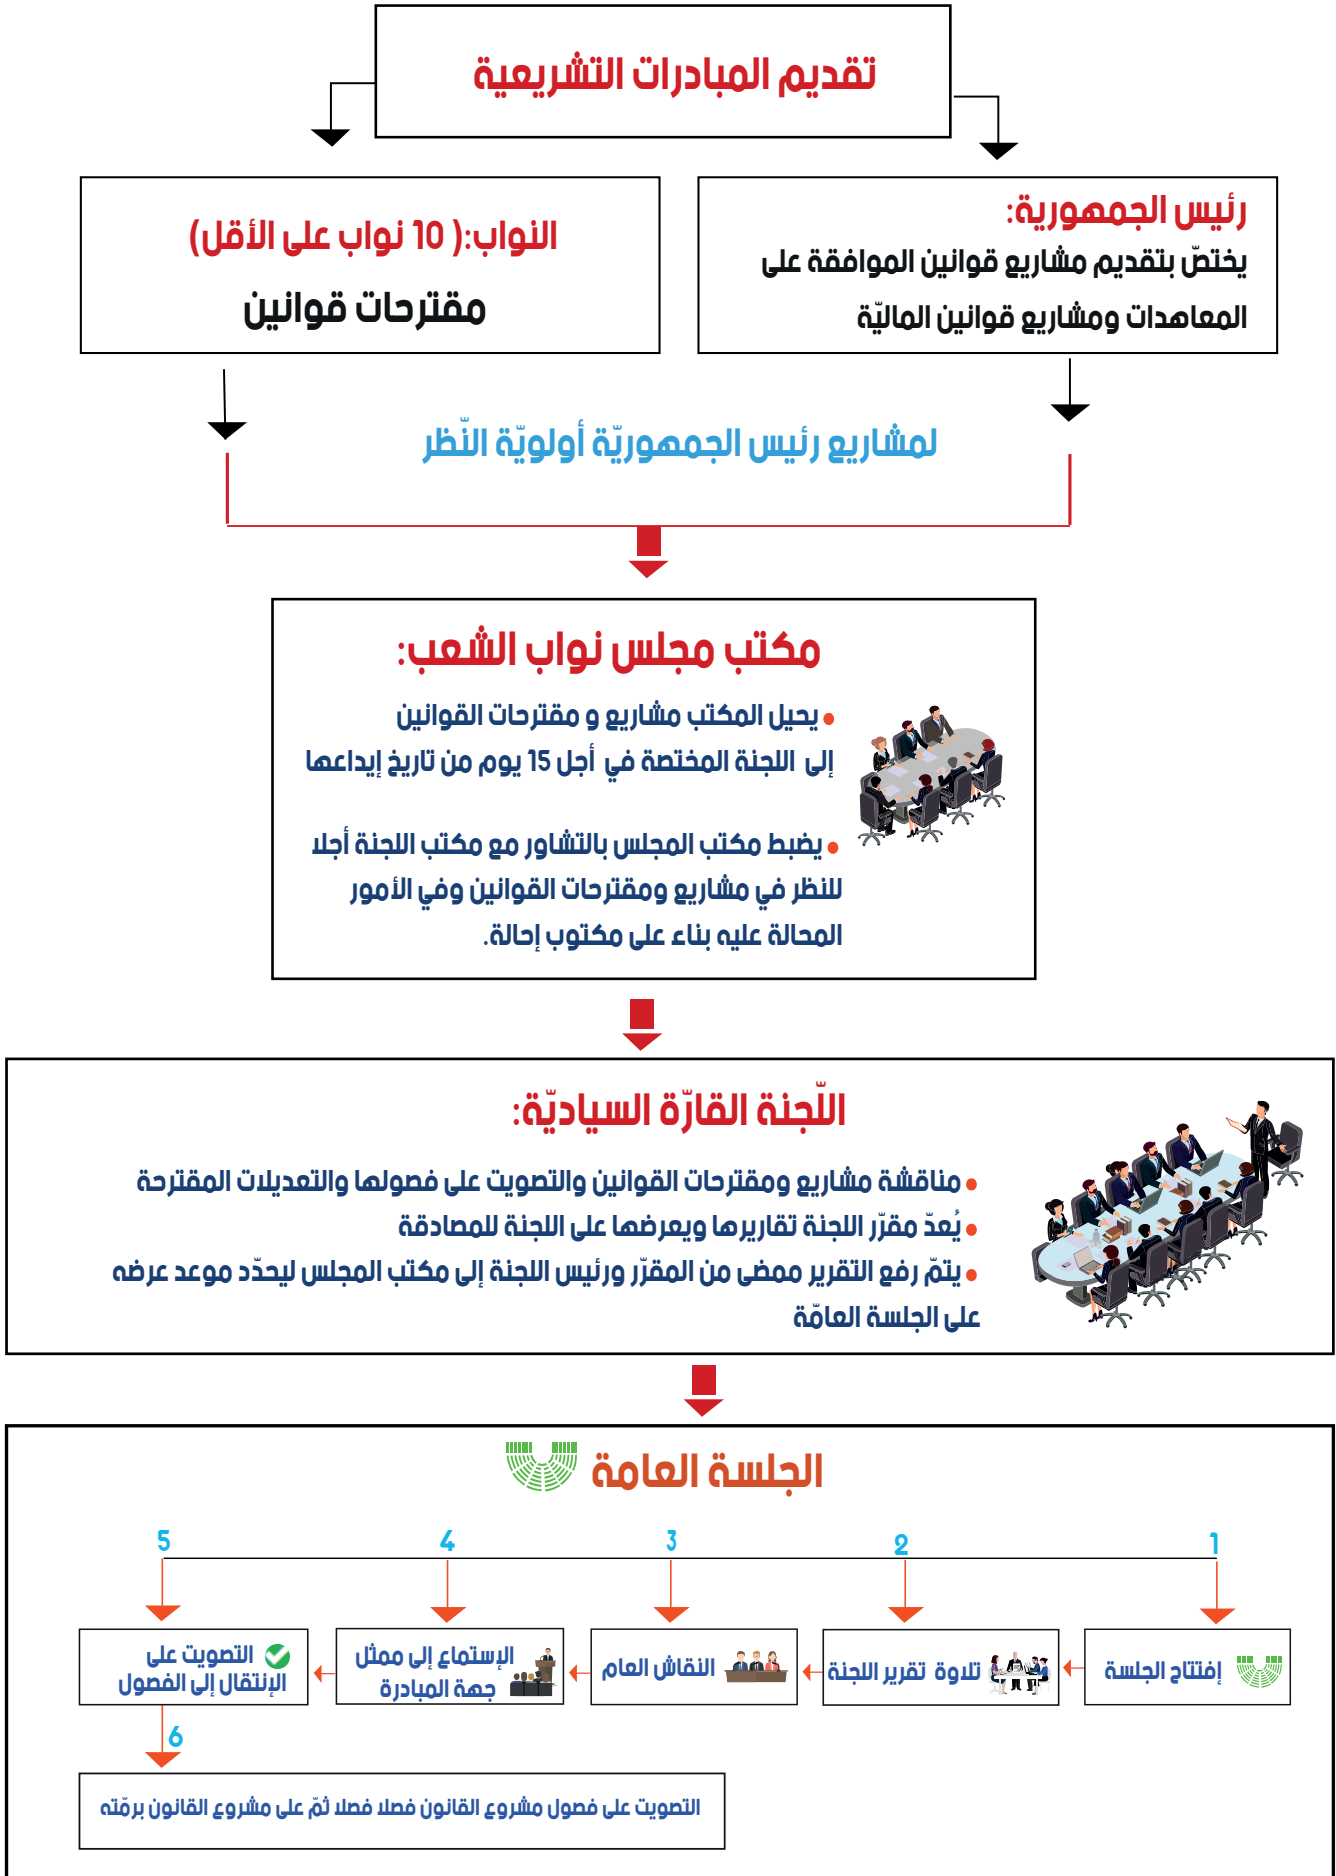 تقديم المبادرات التشريعية
رئيس الجمهورية:
يختصّ بتقديم مشاريع قوانين الموافقة على
المعاهدات ومشاريع قوانين الماليّة
النواب:( 10 نواب على الأقل)
مقترحات قوانين
لمشاريع رئيس الجمهوريّة أولويّة النّظر
مكتب مجلس نواب الشعب:
• يحيل المكتب مشاريع و مقترحات القوانين
إلى اللجنة المختصة في أجل 15 يوم من تاريخ إيداعها
• يضبط مكتب المجلس بالتشاور مع مكتب اللجنة أجلا
للنظر في مشاريع ومقترحات القوانين وفي الأمور
المحالة عليه بناء على مكتوب إحالة.
اللّجنة القارّة السياديّة:
• مناقشة مشاريع ومقترحات القوانين والتصويت على فصولها والتعديلات المقترحة
• يُعدّ مقرّر اللجنة تقاريرها ويعرضها على اللجنة للمصادقة
• يتمّ رفع التقرير ممضى من المقرّر ورئيس اللجنة إلى مكتب المجلس ليحدّد موعد عرضه
على الجلسة العامّة
الجلسة العامة
1
إفتتاح الجلسة
2
تلاوة تقرير اللجنة
3
النقاش العام
4
الإستماع إلى ممثل
جهة المبادرة
5
التصويت على
الإنتقال إلى الفصول
6
التصويت على فصول مشروع القانون فصلا فصلا ثمّ على مشروع القانون برمّته